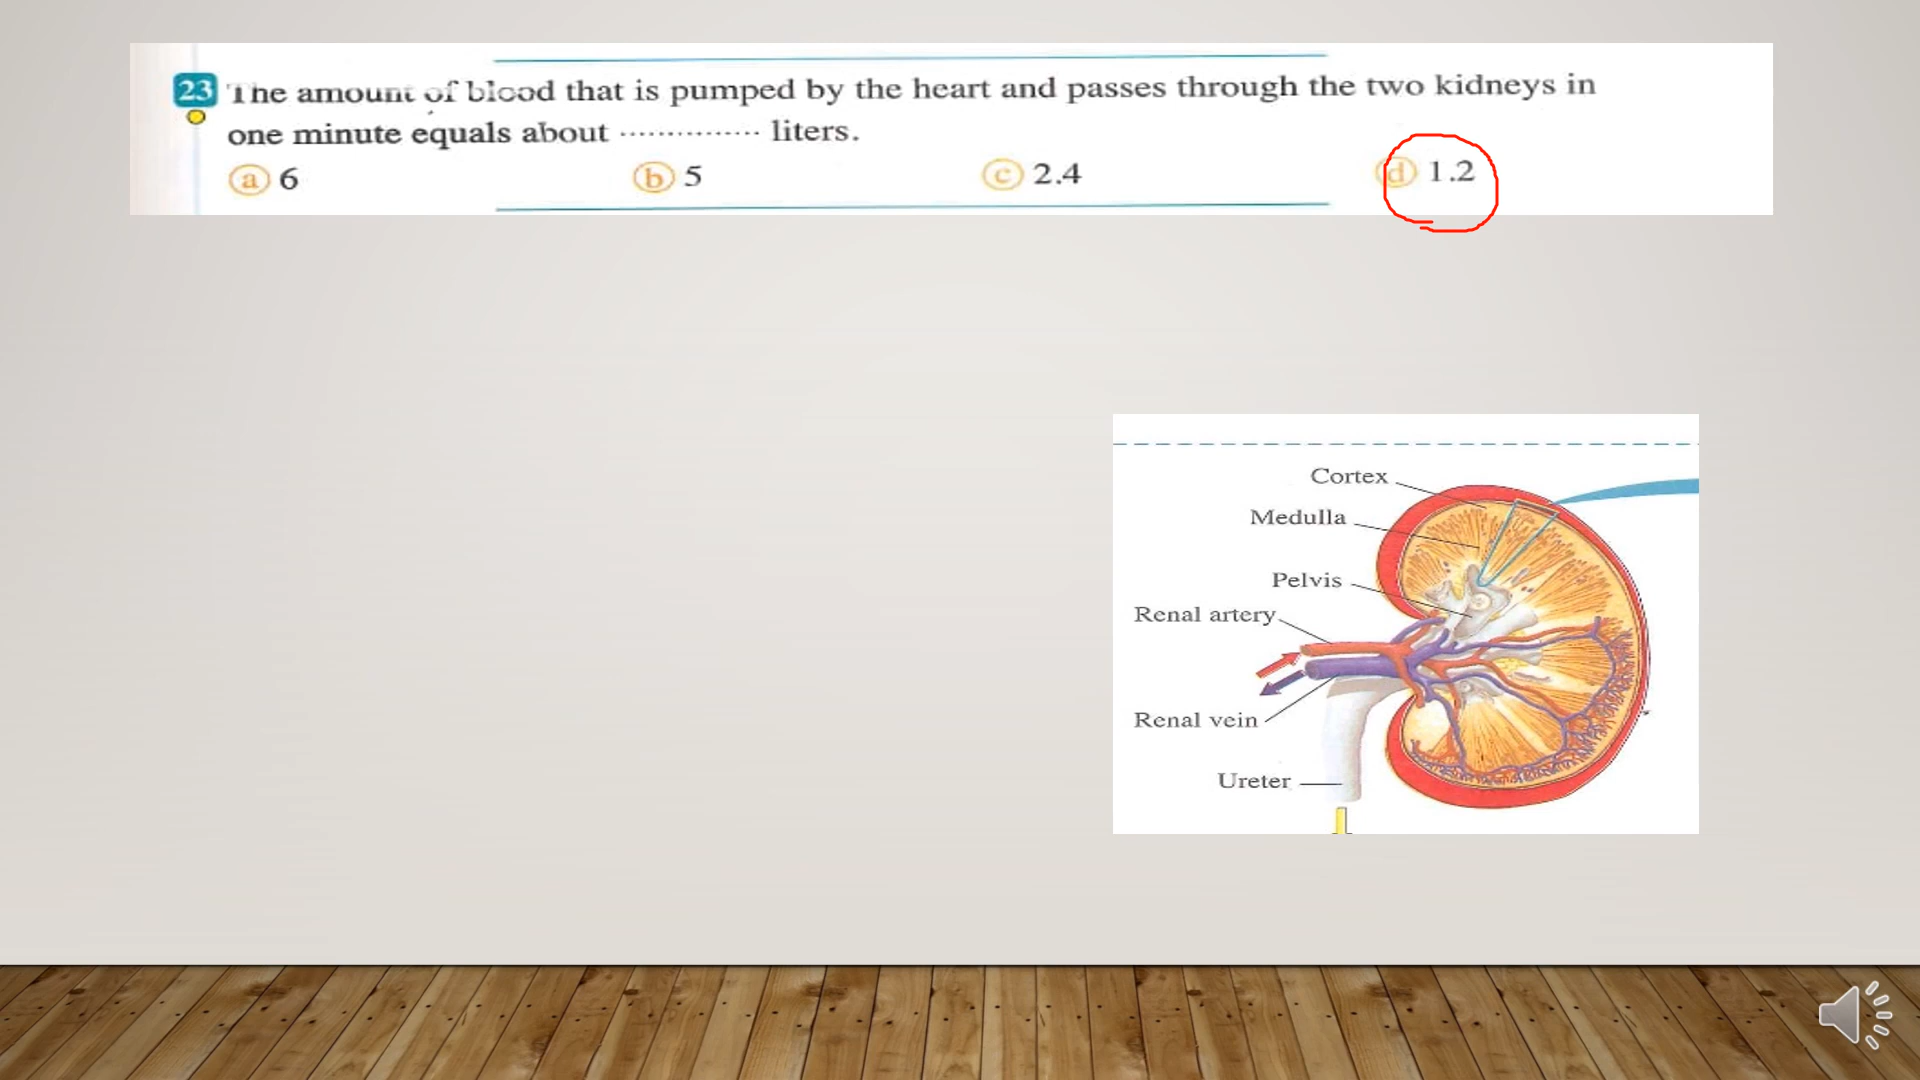 23 The amount of blood that is pumped by the heart and passes through the two kidneys in
one minute equals about ............... liters.
a 6 b 5 c 2.4 d 1.2
Cortex
Medulla
Pelvis
Renal artery
Renal vein
Ureter